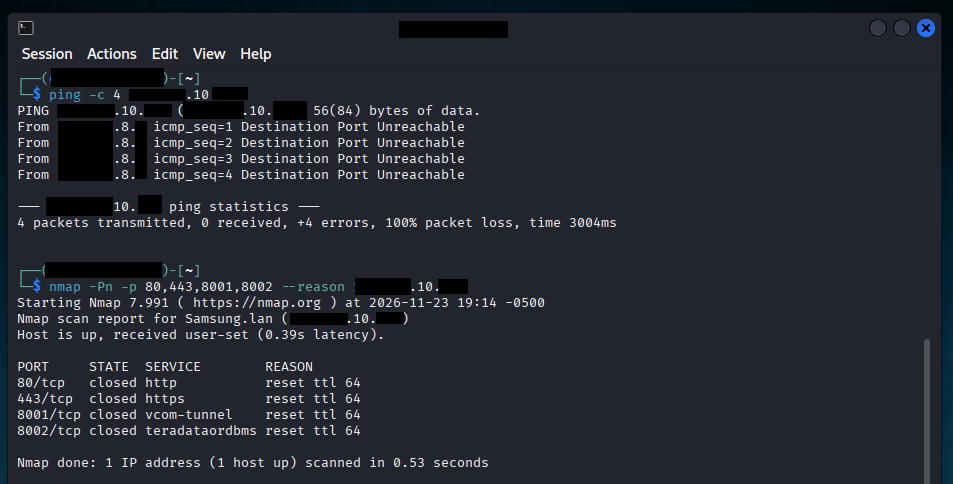 Session Actions Edit View Help
┌──( )-[~]
└─$ ping -c 4 .10
PING .10. ( .10. 56(84) bytes of data.
From .8. icmp_seq=1 Destination Port Unreachable
From .8. icmp_seq=2 Destination Port Unreachable
From .8. icmp_seq=3 Destination Port Unreachable
From .8. icmp_seq=4 Destination Port Unreachable
--- 10. ping statistics ---
4 packets transmitted, 0 received, +4 errors, 100% packet loss, time 3004ms
┌──( )-[~]
└─$ nmap -Pn -p 80,443,8001,8002 --reason .10.
Starting Nmap 7.991 ( https://nmap.org ) at 2026-11-23 19:14 -0500
Nmap scan report for Samsung.lan ( .10. )
Host is up, received user-set (0.39s latency).
PORT STATE SERVICE REASON
80/tcp closed http reset ttl 64
443/tcp closed https reset ttl 64
8001/tcp closed vcom-tunnel reset ttl 64
8002/tcp closed teradataordbms reset ttl 64
Nmap done: 1 IP address (1 host up) scanned in 0.53 seconds